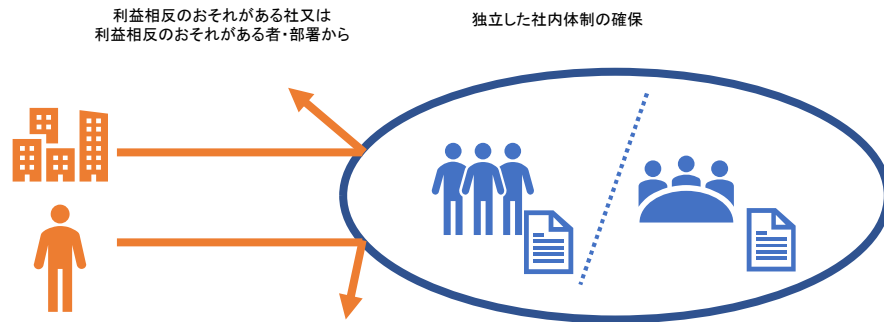 利益相反のおそれがある社又は
利益相反のおそれがある者・部署から
独立した社内体制の確保